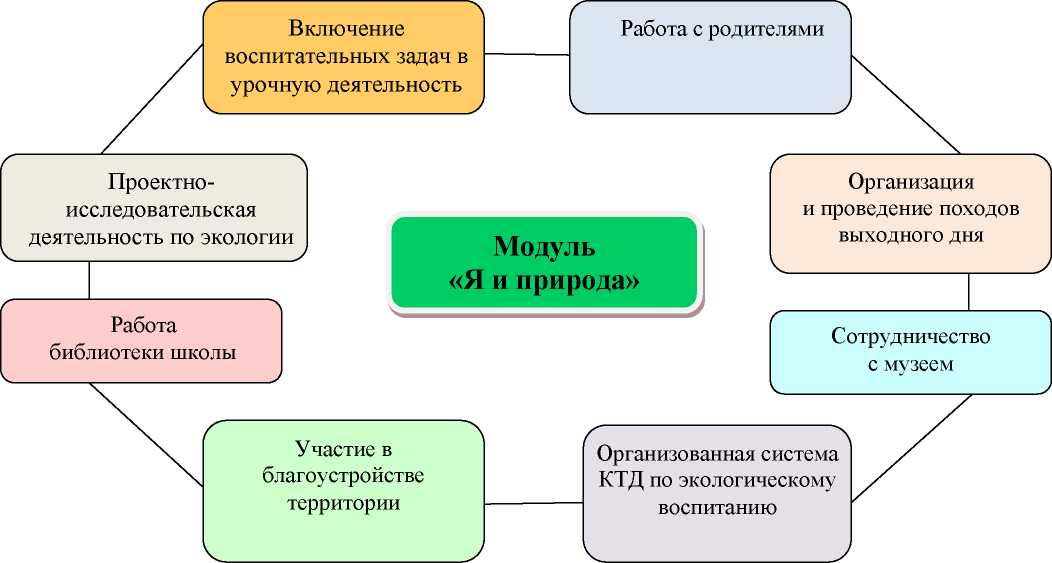 Включение
воспитательных задач в
урочную деятельность
Работа с родителями
Проектно-
исследовательская
деятельность по экологии
Организация
и проведение походов
выходного дня
Модуль
«Я и природа»
Работа
библиотеки школы
Сотрудничество
с музеем
Участие в
благоустройстве
территории
Организованная система
КТД по экологическому
воспитанию